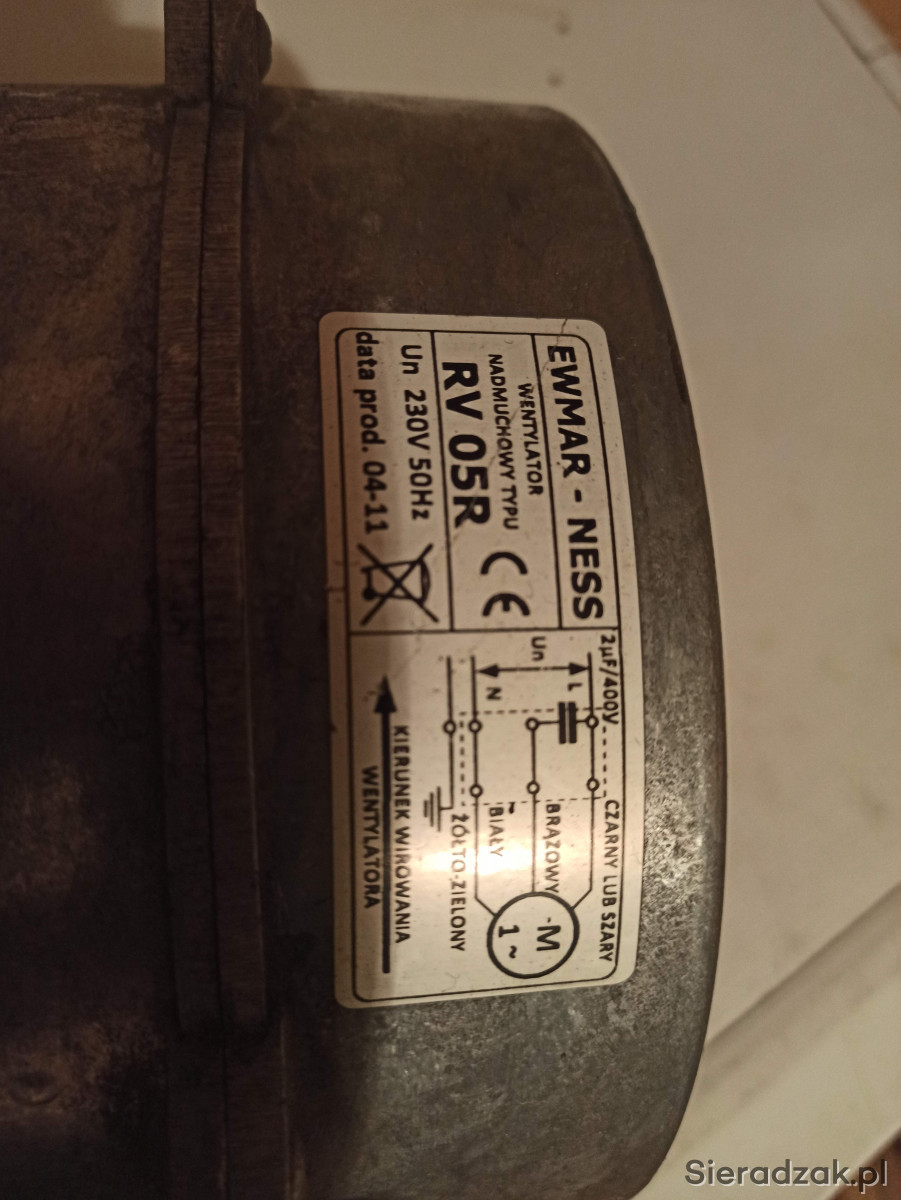 EWMAR - NESS
WENTYLATOR
NADMUCHOWY TYPU
RV 05R
CE
Un 230V 50Hz
data prod. 04-11
2µF/400V
CZARNY LUB SZARY
L
Un
N
BRĄZOWY
BIAŁY
ŻÓŁTO-ZIELONY
M
1~
KIERUNEK WIROWANIA
WENTYLATORA
Sieradzak.pl